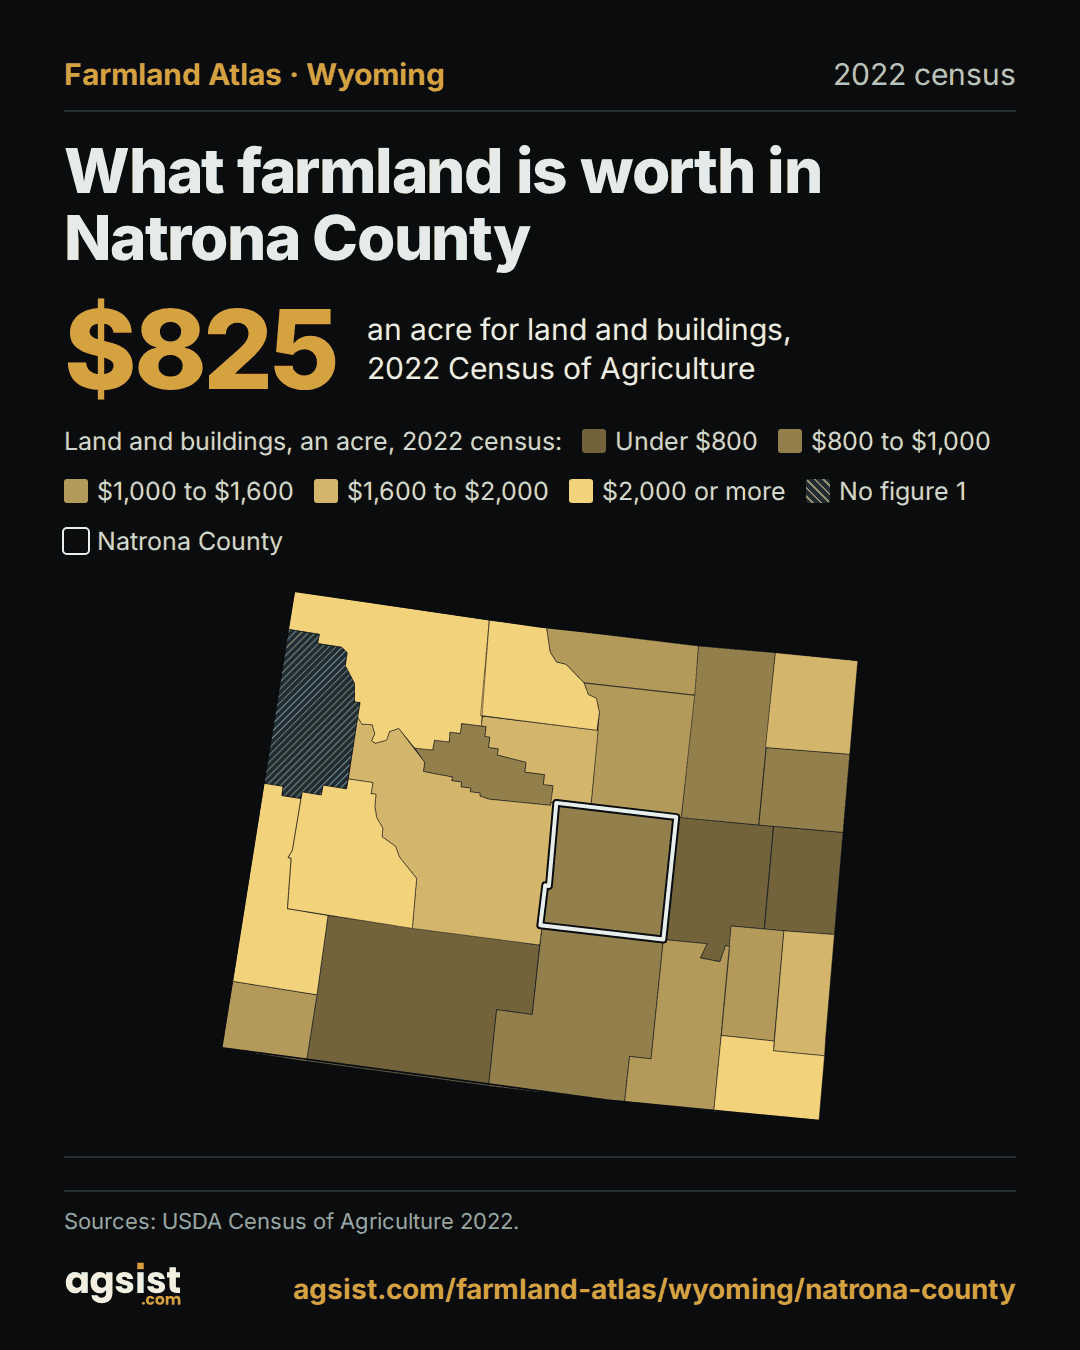 Farmland Atlas · Wyoming
2022 census
What farmland is worth in
Natrona County
$825
an acre for land and buildings,
2022 Census of Agriculture
Land and buildings, an acre, 2022 census: Under $800 $800 to $1,000
$1,000 to $1,600 $1,600 to $2,000 $2,000 or more No figure 1
Natrona County
Sources: USDA Census of Agriculture 2022.
agsist
.com
agsist.com/farmland-atlas/wyoming/natrona-county